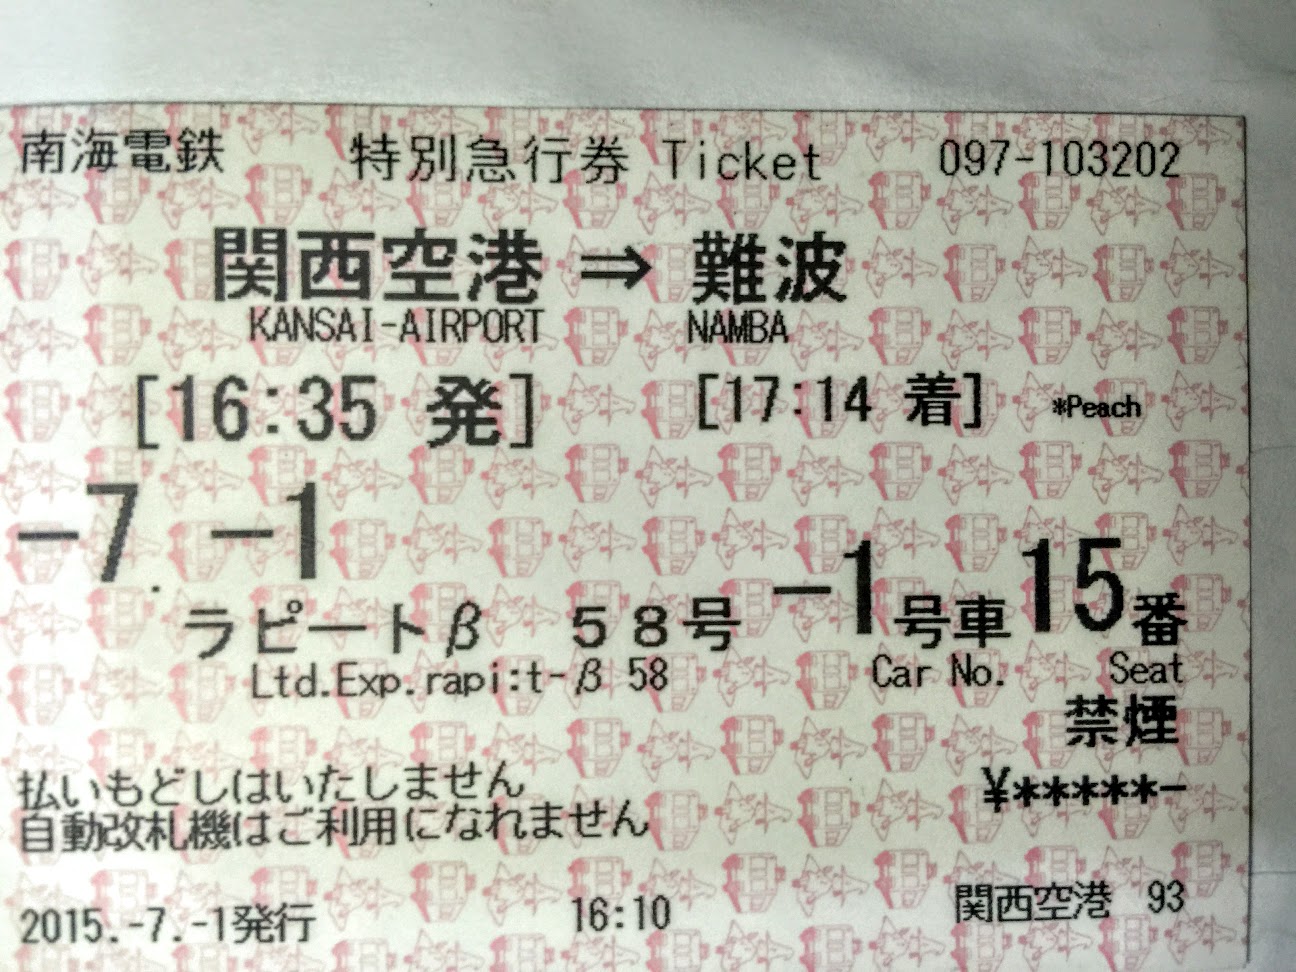 南海電鉄 特別急行券 Ticket 097-103202
関西空港 ⇒ 難波
KANSAI-AIRPORT NAMBA
[16:35 発] [17:14 着] *Peach
-7.-1
ラピートβ 58号 -1号車 15番
Ltd.Exp.rapi:t-β 58 Car No. Seat
禁煙
払いもどしはいたしません ¥*****-
自動改札機はご利用になれません
2015.-7.-1発行 16:10 関西空港 93